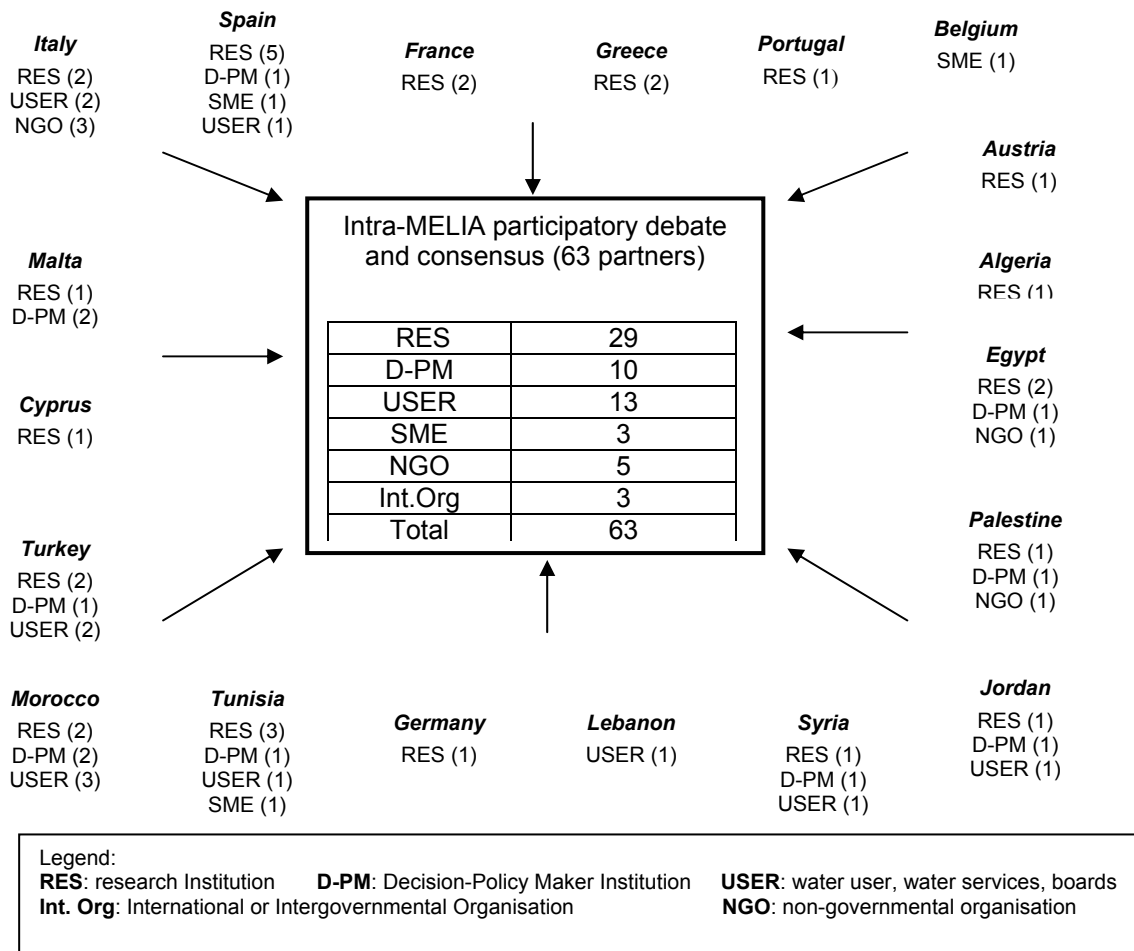 Italy
RES (2)
USER (2)
NGO (3)
Spain
RES (5)
D-PM (1)
SME (1)
USER (1)
France
RES (2)
Greece
RES (2)
Portugal
RES (1)
Belgium
SME (1)
Austria
RES (1)
Malta
RES (1)
D-PM (2)
Cyprus
RES (1)
Intra-MELIA participatory debate
and consensus (63 partners)
RES 29
D-PM 10
USER 13
SME 3
NGO 5
Int.Org 3
Total 63
Algeria
RES (1)
Egypt
RES (2)
D-PM (1)
NGO (1)
Palestine
RES (1)
D-PM (1)
NGO (1)
Turkey
RES (2)
D-PM (1)
USER (2)
Morocco
RES (2)
D-PM (2)
USER (3)
Tunisia
RES (3)
D-PM (1)
USER (1)
SME (1)
Germany
RES (1)
Lebanon
USER (1)
Syria
RES (1)
D-PM (1)
USER (1)
Jordan
RES (1)
D-PM (1)
USER (1)
Legend:
RES: research Institution D-PM: Decision-Policy Maker Institution USER: water user, water services, boards
Int. Org: International or Intergovernmental Organisation NGO: non-governmental organisation